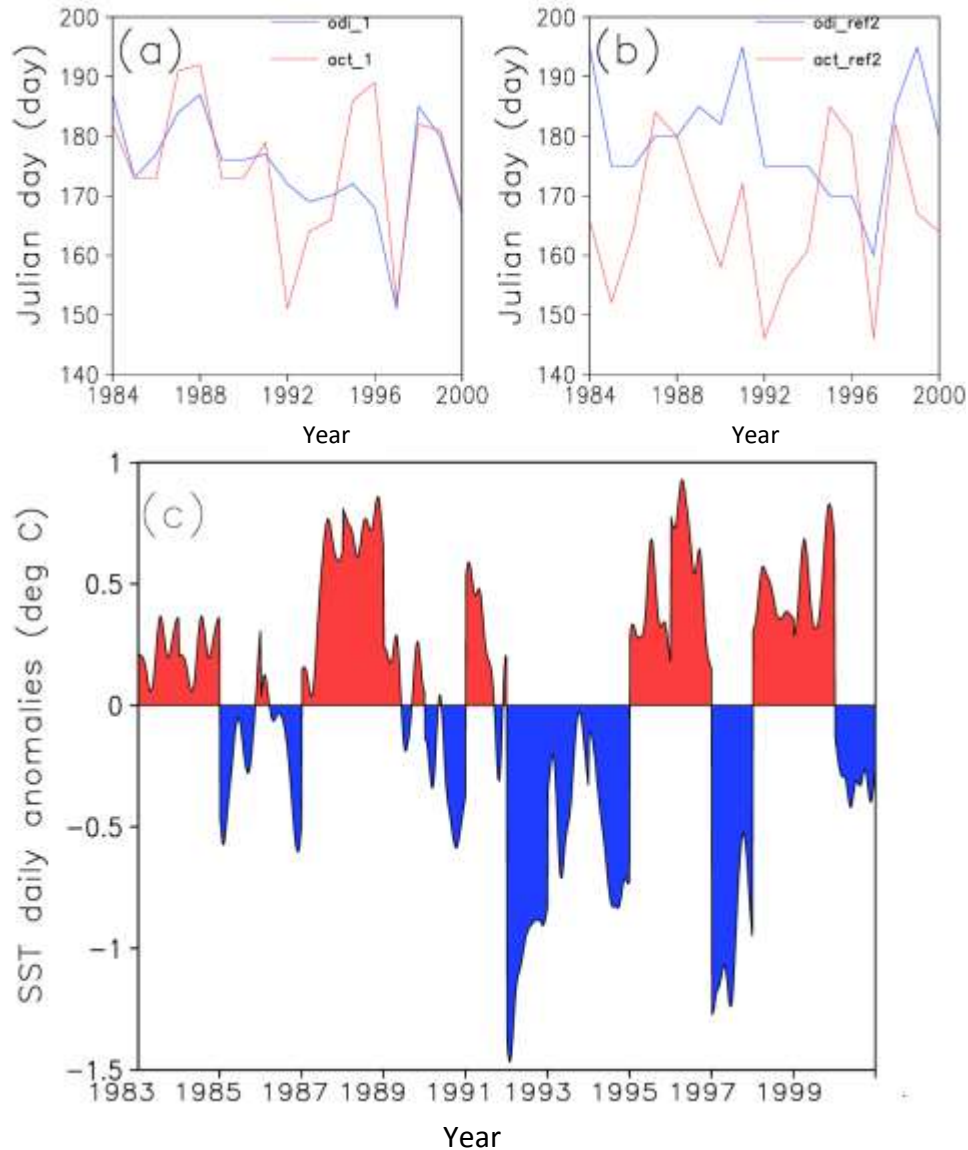 200
190
180
170
160
150
140
Julian day (day)
(a)
odi_1
act_1
1984 1988 1992 1996 2000
Year
200
190
180
170
160
150
140
Julian day (day)
(b)
odi_ref2
act_ref2
1984 1988 1992 1996 2000
Year
1
0.5
0
−0.5
−1
−1.5
SST daily anomalies (deg C)
(c)
1983 1985 1987 1989 1991 1993 1995 1997 1999
Year